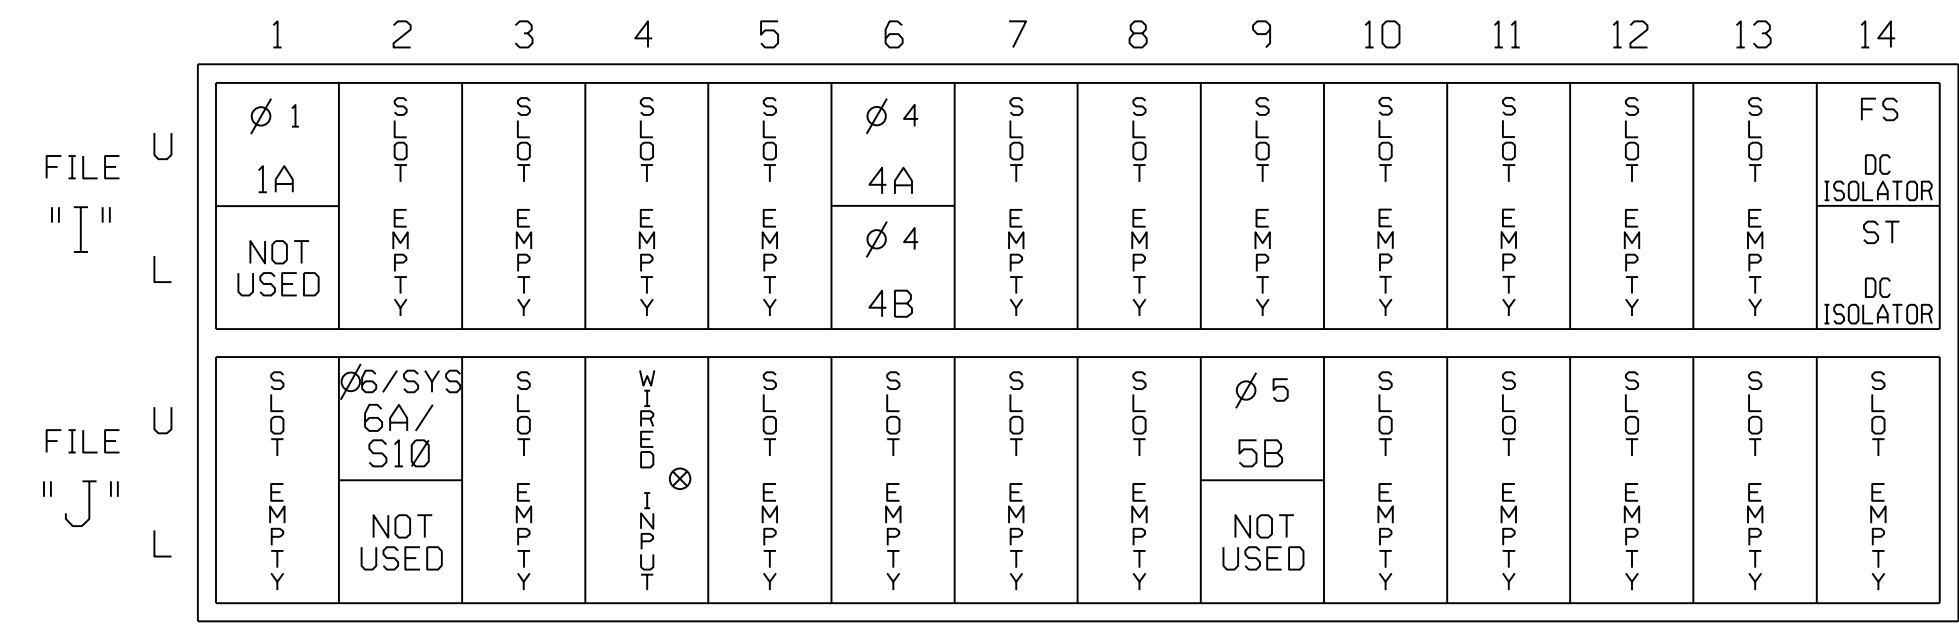 1 2 3 4 5 6 7 8 9 10 11 12 13 14
FILE
"I"
U
L
Ø 1
1A
NOT
USED
SLOT EMPTY
SLOT EMPTY
SLOT EMPTY
SLOT EMPTY
Ø 4
4A
Ø 4
4B
SLOT EMPTY
SLOT EMPTY
SLOT EMPTY
SLOT EMPTY
SLOT EMPTY
SLOT EMPTY
SLOT EMPTY
FS
DC
ISOLATOR
ST
DC
ISOLATOR
FILE
"J"
U
L
SLOT EMPTY
Ø6/SYS
6A/
S10
NOT
USED
SLOT EMPTY
WIRED INPUT
SLOT EMPTY
SLOT EMPTY
SLOT EMPTY
SLOT EMPTY
Ø 5
5B
NOT
USED
SLOT EMPTY
SLOT EMPTY
SLOT EMPTY
SLOT EMPTY
SLOT EMPTY